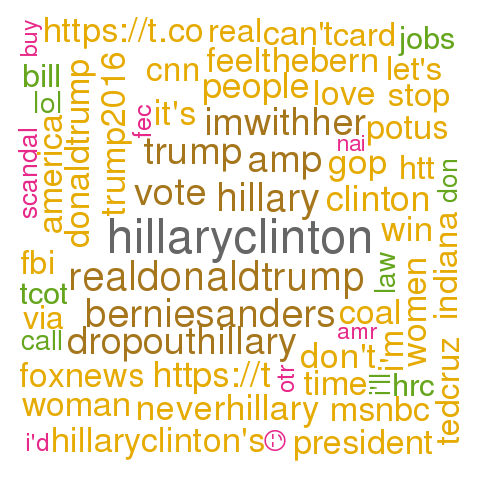 https://t.co real can't card
buy
feelthebern
jobs
cnn
let's
bill
people
love
stop
lol
it's
imwithher
potus
fec
trump2016
donaldtrump
america
scandal
trump
amp
nai
gop
htt
don
vote
hillary
clinton
hillaryclinton
win
indiana
fbi
realdonaldtrump
law
women
tcot
berniesanders
coal
via
amr
i'm
call
dropouthillary
don't
tedcruz
foxnews
https://t
otr
time
i'll
hrc
woman
neverhillary
msnbc
i'd
hillaryclinton's
president